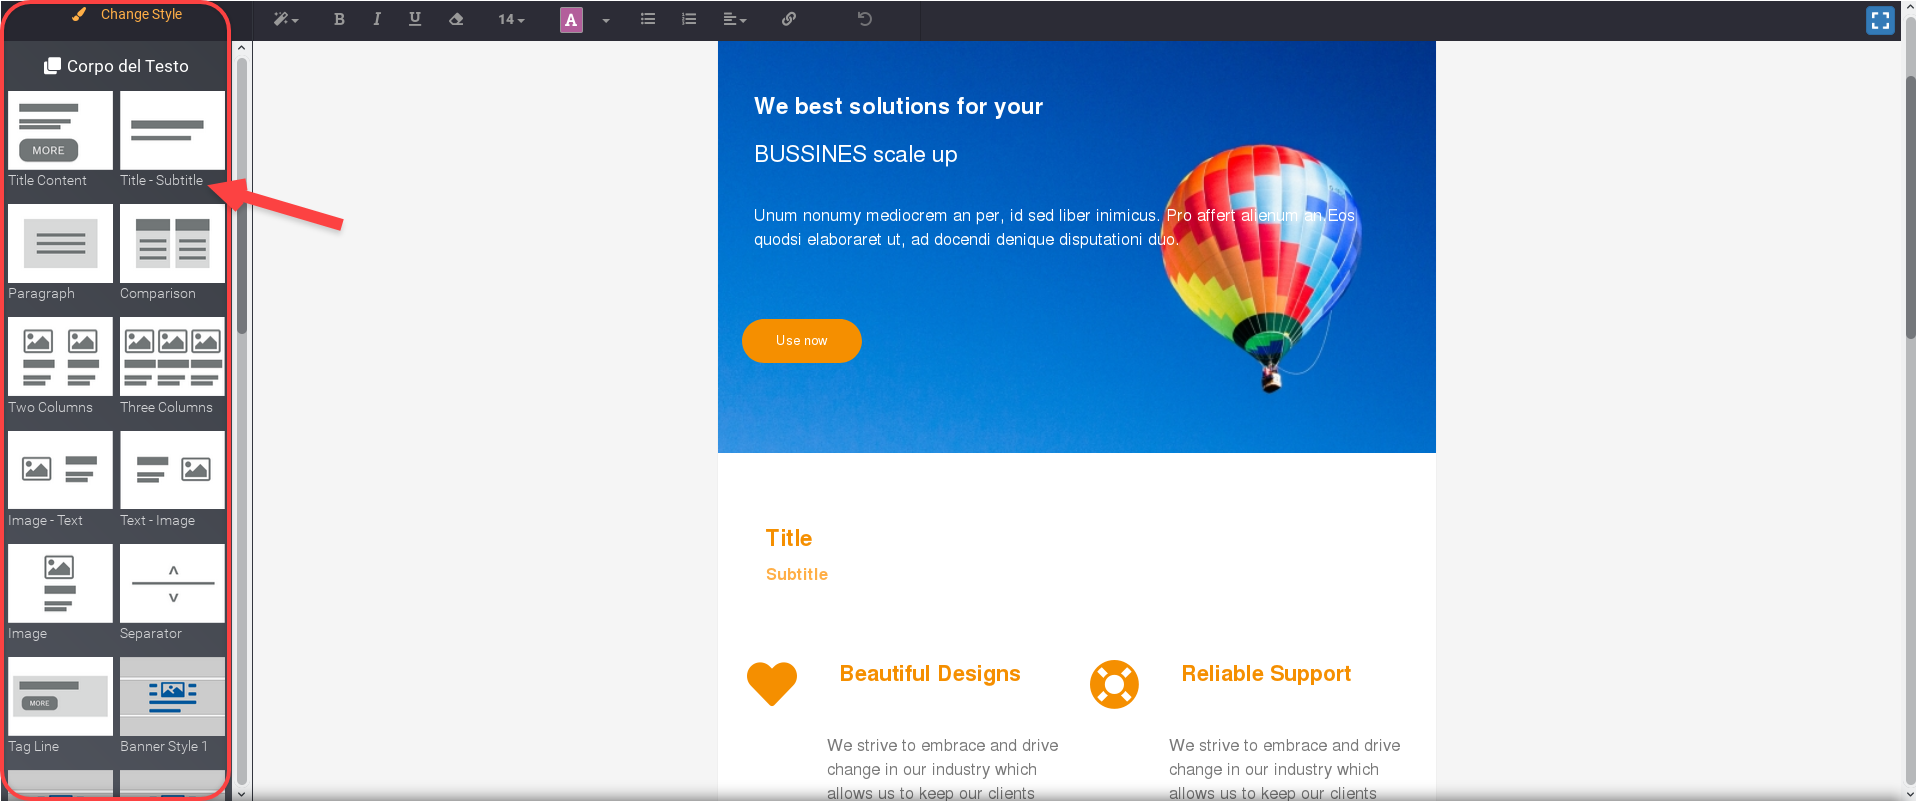 Change Style
14
A
Corpo del Testo
MORE
Title Content
Title - Subtitle
Paragraph
Comparison
Two Columns
Three Columns
Image - Text
Text - Image
Image
Separator
MORE
Tag Line
Banner Style 1
We best solutions for your
BUSSINES scale up
Unum nonumy mediocrem an per, id sed liber inimicus. Pro affert alienum an.Eos
quodsi elaboraret ut, ad docendi denique disputationi duo.
Use now
Title
Subtitle
Beautiful Designs
We strive to embrace and drive
change in our industry which
allows us to keep our clients
Reliable Support
We strive to embrace and drive
change in our industry which
allows us to keep our clients